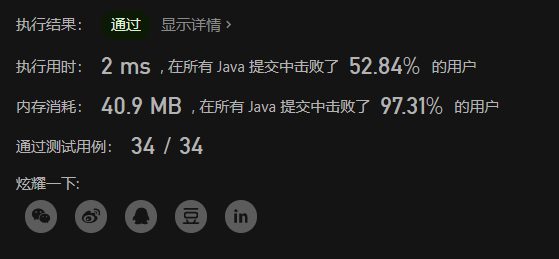 执行结果： 通过 显示详情 >
执行用时： 2 ms , 在所有 Java 提交中击败了 52.84% 的用户
内存消耗： 40.9 MB , 在所有 Java 提交中击败了 97.31% 的用户
通过测试用例： 34 / 34
炫耀一下:
豆 in